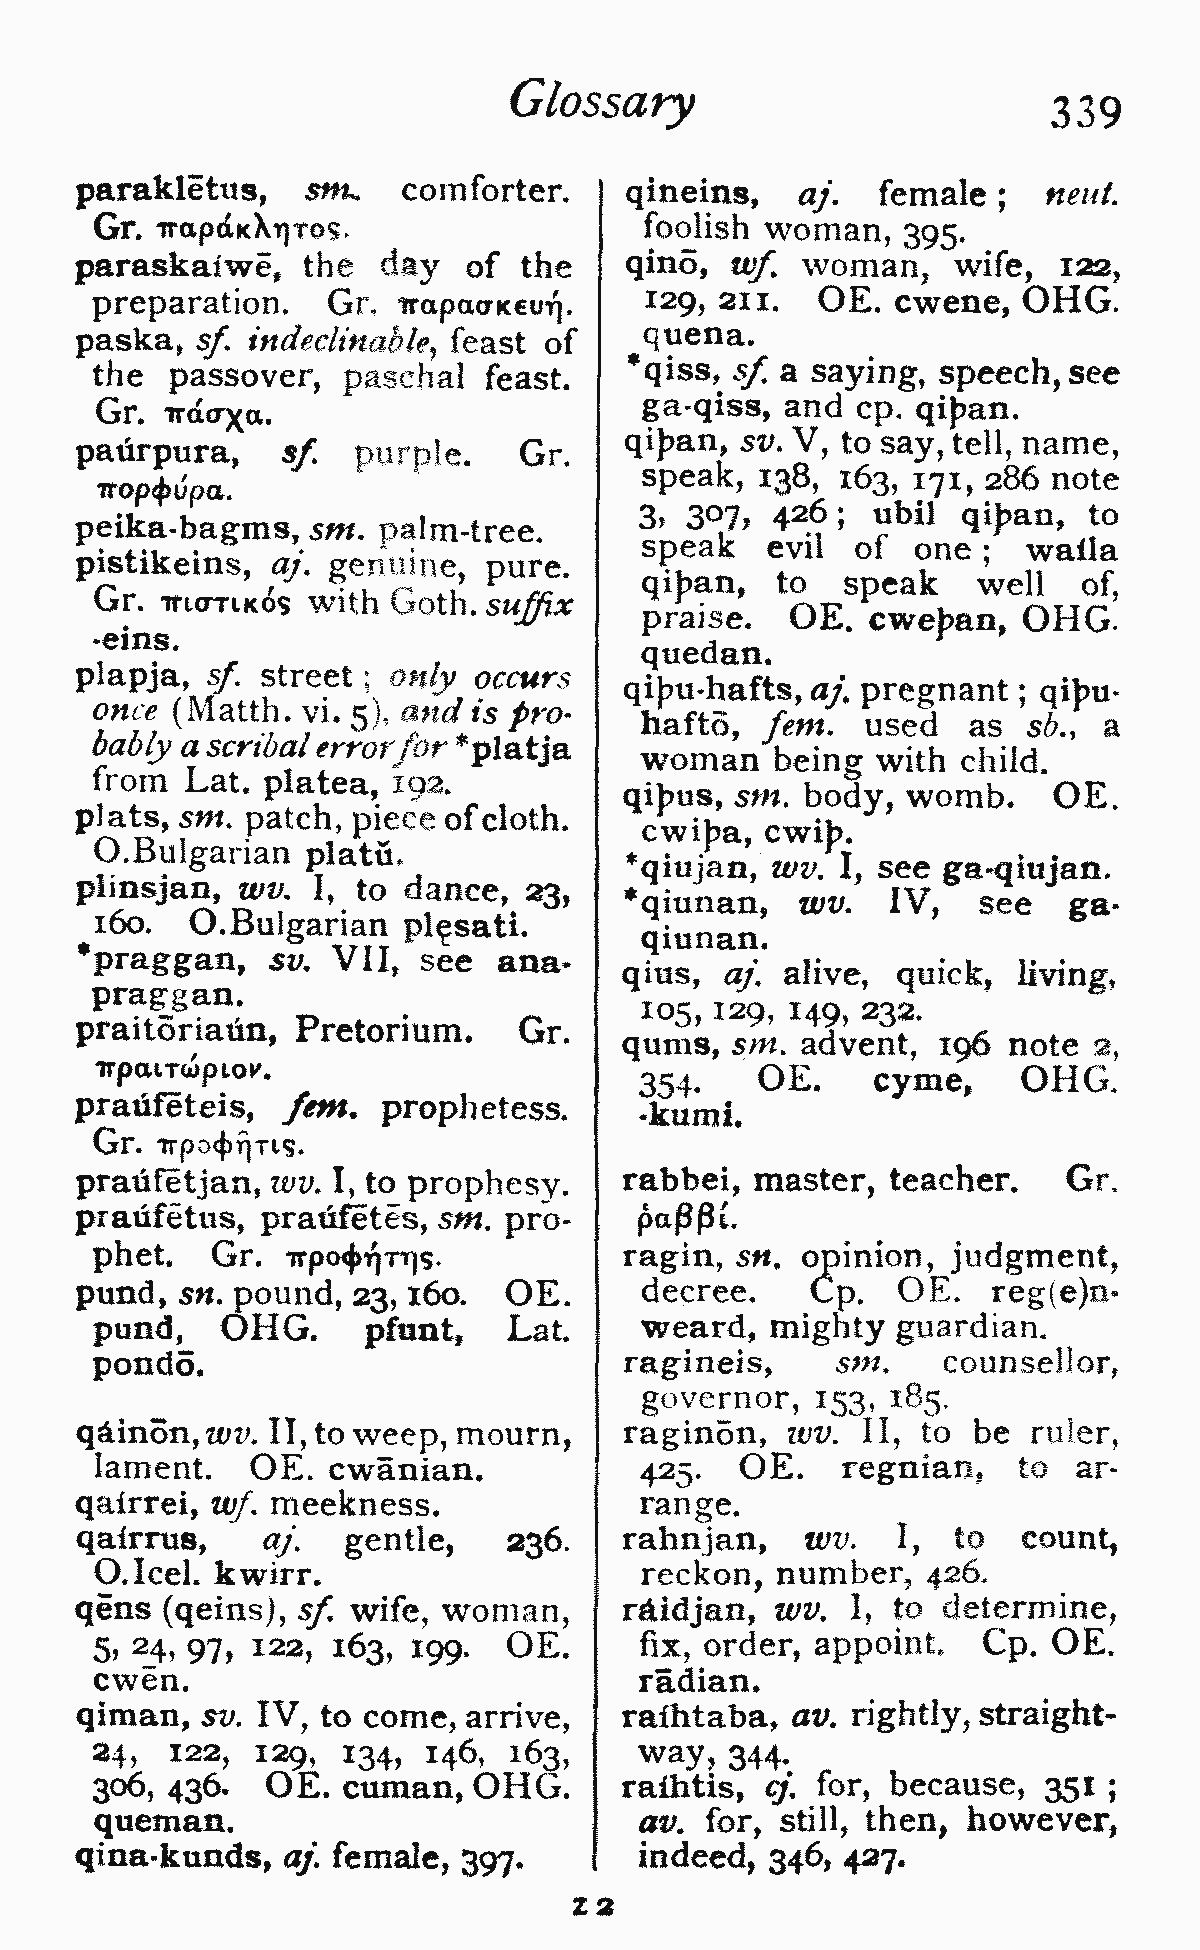 Glossary 339
paraklētus, sm. comforter.
Gr. παράκλητος.
paraskaíwē, the day of the
preparation. Gr. παρασκευή.
paska, sf. indeclinable, feast of
the passover, paschal feast.
Gr. πάσχα.
paúrpura, sf. purple. Gr.
πορφύρα.
peika-bagms, sm. palm-tree.
pistikeins, aj. genuine, pure.
Gr. πιστικός with Goth. suffix
-eins.
plapja, sf. street; only occurs
once (Matth. vi. 5), and is pro-
bably a scribal error for *platja
from Lat. platea, 192.
plats, sm. patch, piece of cloth.
O.Bulgarian platŭ.
plinsjan, wv. I, to dance, 23,
160. O.Bulgarian plęsati.
*praggan, sv. VII, see ana-
praggan.
praitōriaún, Pretorium. Gr.
πραιτώριον.
praúfēteis, fem. prophetess.
Gr. προφῆτις.
praúfētjan, wv. I, to prophesy.
praúfētus, praúfētēs, sm. pro-
phet. Gr. προφήτης.
pund, sn. pound, 23, 160. OE.
pund, OHG. pfunt, Lat.
pondō.
qáinōn, wv. II, to weep, mourn,
lament. OE. cwānian.
qaírrei, wf. meekness.
qaírrus, aj. gentle, 236.
O.Icel. kwirr.
qēns (qeins), sf. wife, woman,
5, 24, 97, 122, 163, 199. OE.
cwēn.
qiman, sv. IV, to come, arrive,
24, 122, 129, 134, 146, 163,
306, 436. OE. cuman, OHG.
queman.
qina-kunds, aj. female, 397.
qineins, aj. female; neut.
foolish woman, 395.
qinō, wf. woman, wife, 122,
129, 211. OE. cwene, OHG.
quena.
*qiss, sf. a saying, speech, see
ga-qiss, and cp. qiþan.
qiþan, sv. V, to say, tell, name,
speak, 138, 163, 171, 286 note
3, 307, 426; ubil qiþan, to
speak evil of one; waíla
qiþan, to speak well of,
praise. OE. cweþan, OHG.
quedan.
qiþu-hafts, aj. pregnant; qiþu-
haftō, fem. used as sb., a
woman being with child.
qiþus, sm. body, womb. OE.
cwiþa, cwiþ.
*qiujan, wv. I, see ga-qiujan.
*qiunan, wv. IV, see ga-
qiunan.
qius, aj. alive, quick, living,
105, 129, 149, 232.
qums, sm. advent, 196 note 2,
354. OE. cyme, OHG.
-kumi.
rabbei, master, teacher. Gr.
ῥαββί.
ragin, sn. opinion, judgment,
decree. Cp. OE. reg(e)n-
weard, mighty guardian.
ragineis, sm. counsellor,
governor, 153, 185.
raginōn, wv. II, to be ruler,
425. OE. regnian, to ar-
range.
rahnjan, wv. I, to count,
reckon, number, 426.
ráidjan, wv. I, to determine,
fix, order, appoint. Cp. OE.
rādian.
raíhtaba, av. rightly, straight-
way, 344.
raíhtis, cj. for, because, 351;
av. for, still, then, however,
indeed, 346, 427.
Z 2